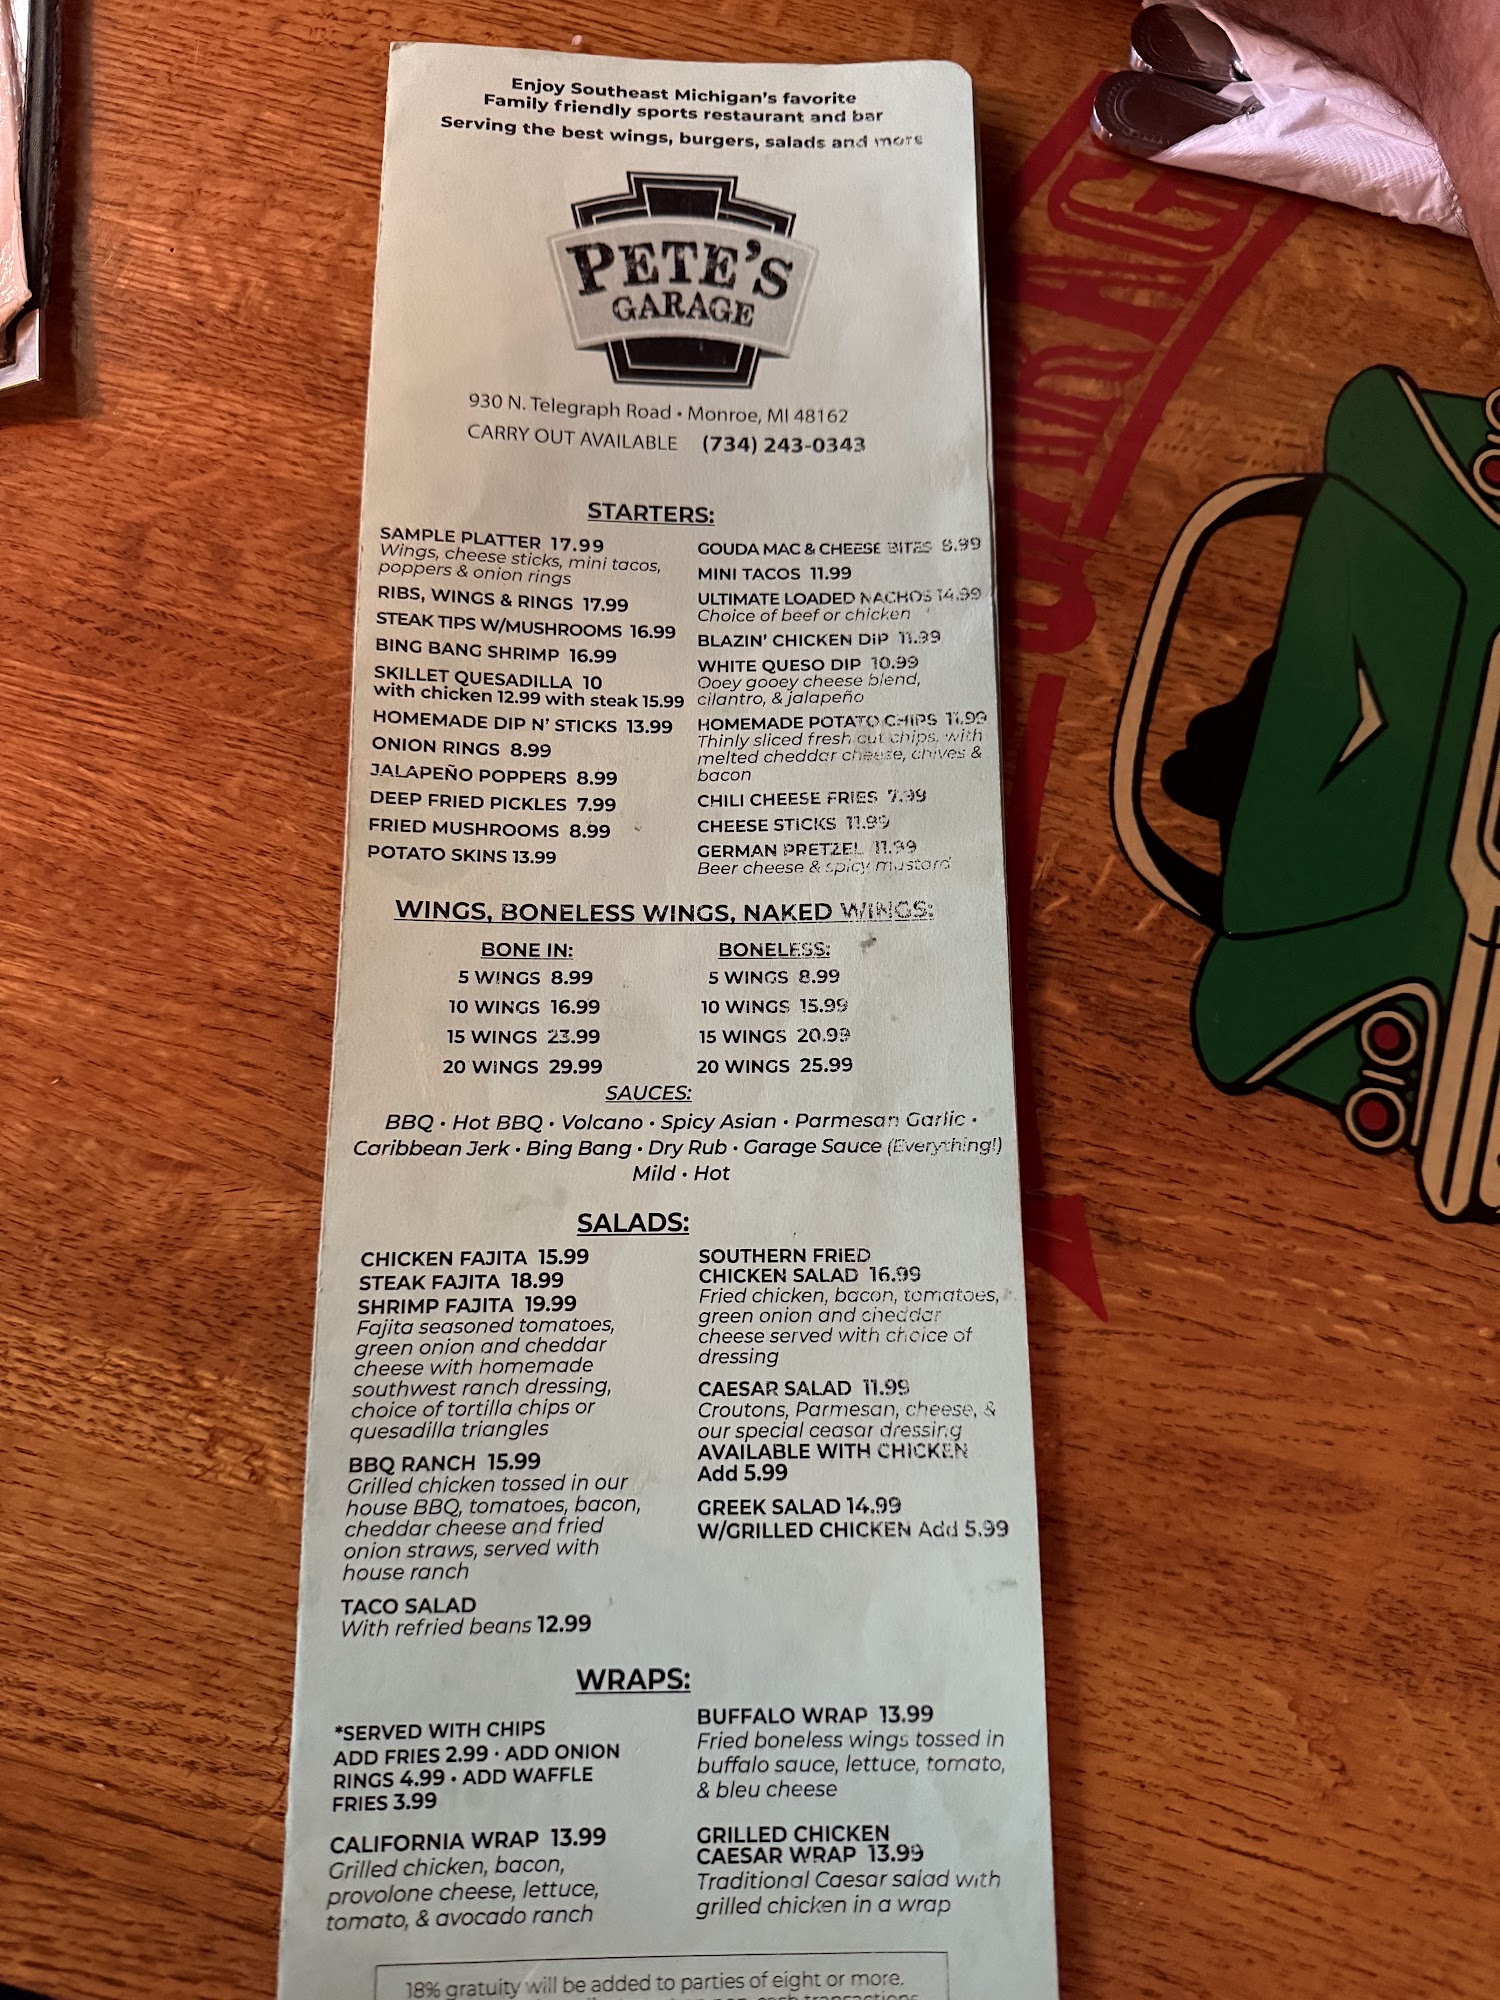 Enjoy Southeast Michigan's favorite
Family friendly sports restaurant and bar
Serving the best wings, burgers, salads and more
PETE'S
GARAGE
930 N. Telegraph Road • Monroe, MI 48162
CARRY OUT AVAILABLE (734) 243-0343
STARTERS:
SAMPLE PLATTER 17.99
Wings, cheese sticks, mini tacos,
poppers & onion rings
RIBS, WINGS & RINGS 17.99
STEAK TIPS W/MUSHROOMS 16.99
BING BANG SHRIMP 16.99
SKILLET QUESADILLA 10
with chicken 12.99 with steak 15.99
HOMEMADE DIP N' STICKS 13.99
ONION RINGS 8.99
JALAPEÑO POPPERS 8.99
DEEP FRIED PICKLES 7.99
FRIED MUSHROOMS 8.99
POTATO SKINS 13.99
GOUDA MAC & CHEESE BITES
MINI TACOS 11.99
ULTIMATE LOADED NACHOS 14.99
Choice of beef or chicken
BLAZIN' CHICKEN DIP 11.99
WHITE QUESO DIP 10.99
Ooey gooey cheese blend,
cilantro, & jalapeño
HOMEMADE POTATO CHIPS 11.99
Thinly sliced fresh cut chips, with
melted cheddar cheese, chives &
bacon
CHILI CHEESE FRIES 7.99
CHEESE STICKS 11.99
GERMAN PRETZEL 11.99
Beer cheese & spicy mustard
WINGS, BONELESS WINGS, NAKED WINGS:
BONE IN:
5 WINGS 8.99
10 WINGS 16.99
15 WINGS 23.99
20 WINGS 29.99
BONELESS:
5 WINGS 8.99
10 WINGS 15.99
15 WINGS 20.99
20 WINGS 25.99
SAUCES:
BBQ • Hot BBQ • Volcano • Spicy Asian • Parmesan Garlic •
Caribbean Jerk • Bing Bang • Dry Rub • Garage Sauce (Everything!)
Mild • Hot
SALADS:
CHICKEN FAJITA 15.99
STEAK FAJITA 18.99
SHRIMP FAJITA 19.99
Fajita seasoned tomatoes,
green onion and cheddar
cheese with homemade
southwest ranch dressing,
choice of tortilla chips or
quesadilla triangles
BBQ RANCH 15.99
Grilled chicken tossed in our
house BBQ, tomatoes, bacon,
cheddar cheese and fried
onion straws, served with
house ranch
TACO SALAD
With refried beans 12.99
SOUTHERN FRIED
CHICKEN SALAD 16.99
Fried chicken, bacon, tomatoes,
green onion and cheddar
cheese served with choice of
dressing
CAESAR SALAD 11.99
Croutons, Parmesan, cheese, &
our special ceasar dressing
AVAILABLE WITH CHICKEN
Add 5.99
GREEK SALAD 14.99
W/GRILLED CHICKEN Add 5.99
WRAPS:
*SERVED WITH CHIPS
ADD FRIES 2.99 • ADD ONION
RINGS 4.99 • ADD WAFFLE
FRIES 3.99
CALIFORNIA WRAP 13.99
Grilled chicken, bacon,
provolone cheese, lettuce,
tomato, & avocado ranch
BUFFALO WRAP 13.99
Fried boneless wings tossed in
buffalo sauce, lettuce, tomato,
& bleu cheese
GRILLED CHICKEN
CAESAR WRAP 13.99
Traditional Caesar salad with
grilled chicken in a wrap
18% gratuity will be added to parties of eight or more.